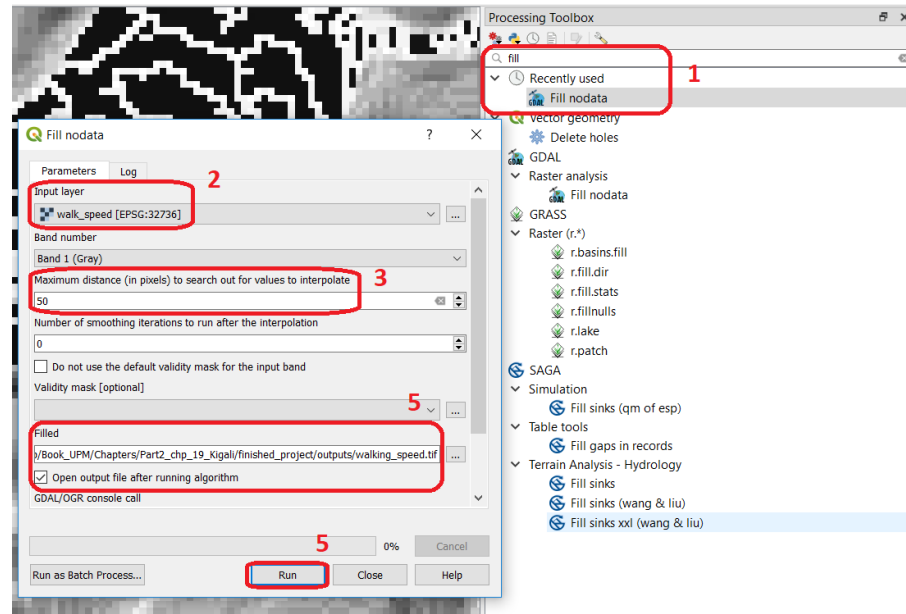 Processing Toolbox
fill
1
Recently used
GDAL Fill nodata
Vector geometry
Delete holes
GDAL GDAL
Raster analysis
GDAL Fill nodata
GRASS
Raster (r.*)
r.basins.fill
r.fill.dir
r.fill.stats
r.fillnulls
r.lake
r.patch
SAGA
Simulation
Fill sinks (qm of esp)
Table tools
Fill gaps in records
Terrain Analysis - Hydrology
Fill sinks
Fill sinks (wang & liu)
Fill sinks xxl (wang & liu)
Fill nodata ? ×
Parameters Log
2
Input layer
walk_speed [EPSG:32736] ...
Band number
Band 1 (Gray)
Maximum distance (in pixels) to search out for values to interpolate 3
50
Number of smoothing iterations to run after the interpolation
0
Do not use the default validity mask for the input band
Validity mask [optional]
5
...
Filled
)/Book_UPM/Chapters/Part2_chp_19_Kigali/finished_project/outputs/walking_speed.tif ...
Open output file after running algorithm
GDAL/OGR console call
5
0% Cancel
Run as Batch Process... Run Close Help